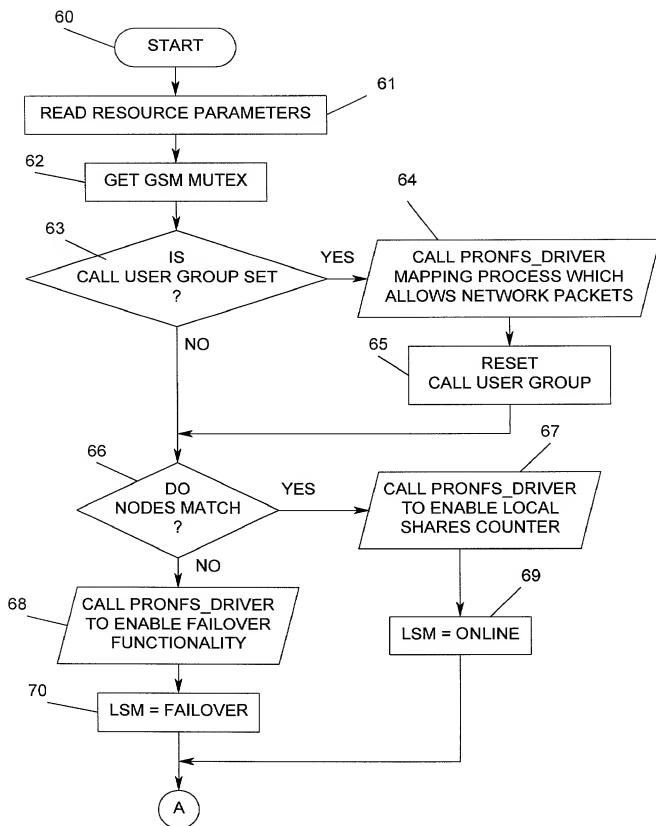 60
START
61
READ RESOURCE PARAMETERS
62
GET GSM MUTEX
63
IS
CALL USER GROUP SET
?
YES
NO
64
CALL PRONFS_DRIVER
MAPPING PROCESS WHICH
ALLOWS NETWORK PACKETS
65
RESET
CALL USER GROUP
66
DO
NODES MATCH
?
YES
NO
67
CALL PRONFS_DRIVER
TO ENABLE LOCAL
SHARES COUNTER
68
CALL PRONFS_DRIVER
TO ENABLE FAILOVER
FUNCTIONALITY
69
LSM = ONLINE
70
LSM = FAILOVER
A